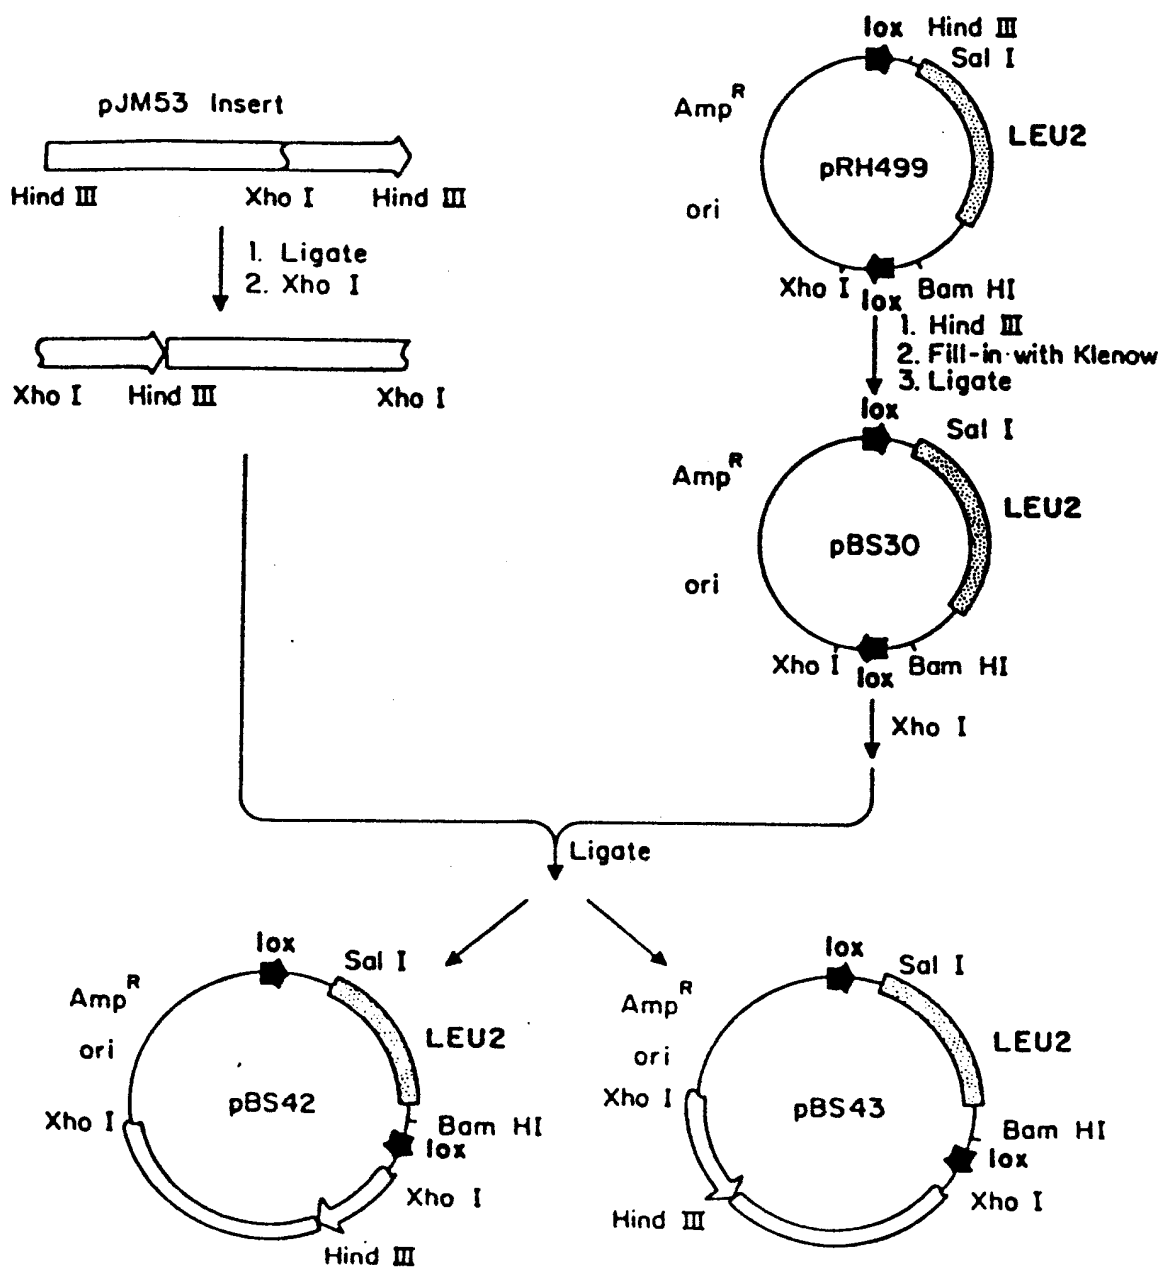 pJM53 Insert
Hind III
Xho I
Hind III
1. Ligate
2. Xho I
Xho I
Hind III
Xho I
lox
Hind III
Sal I
Amp^R
LEU2
pRH499
ori
Xho I
lox
Bam HI
1. Hind III
2. Fill-in with Klenow
3. Ligate
lox
Sal I
Amp^R
LEU2
pBS30
ori
Xho I
lox
Bam HI
Xho I
Ligate
lox
Sal I
Amp^R
ori
LEU2
pBS42
Xho I
Bam HI
lox
Xho I
Hind III
lox
Sal I
Amp^R
ori
LEU2
Xho I
pBS43
Bam HI
lox
Xho I
Hind III